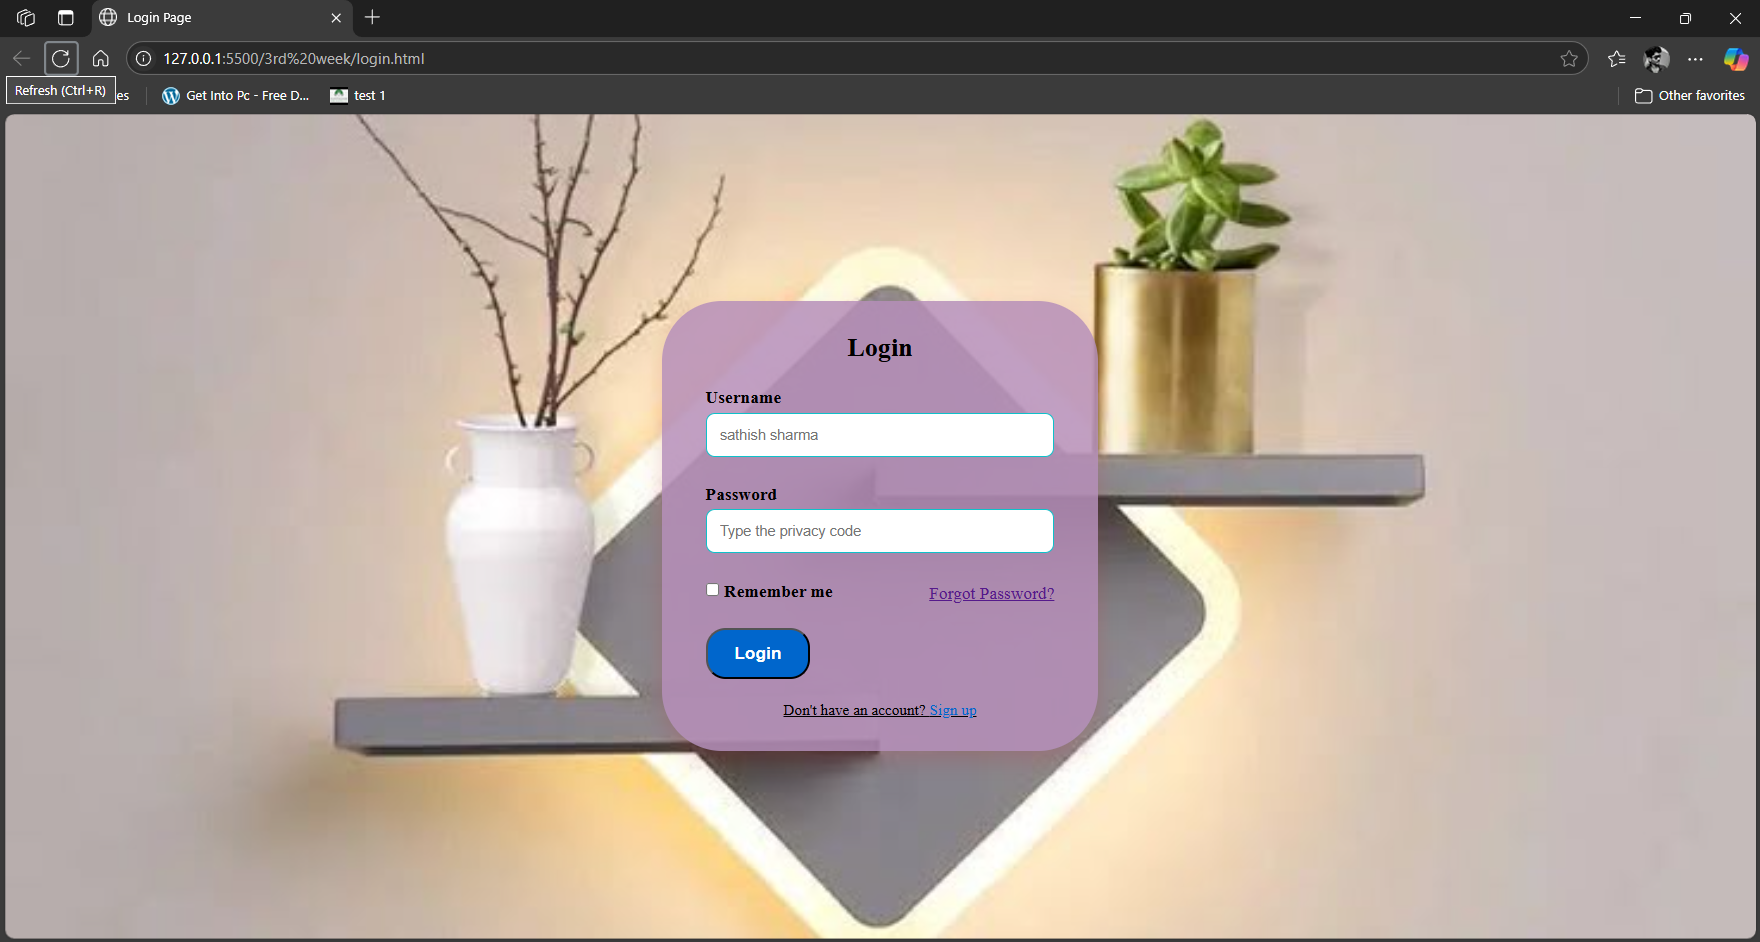 Login Page
127.0.0.1:5500/3rd%20week/login.html
Refresh (Ctrl+R)
es
Get Into Pc - Free D...
test 1
Other favorites
Login
Username
sathish sharma
Password
Type the privacy code
Remember me
Forgot Password?
Login
Don't have an account? Sign up